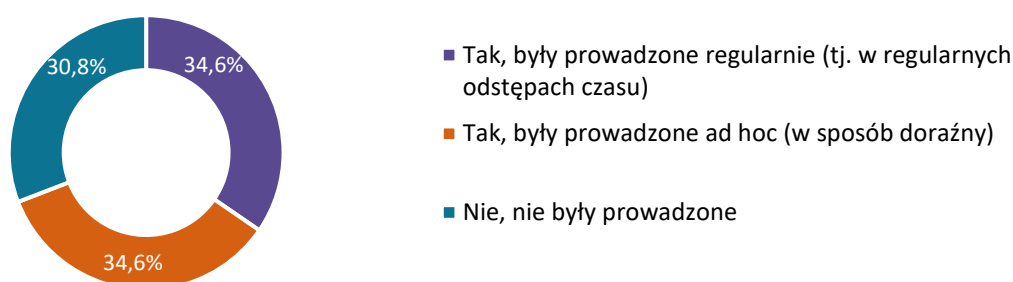 30,8%
34,6%
34,6%
Tak, były prowadzone regularnie (tj. w regularnych
odstępach czasu)
Tak, były prowadzone ad hoc (w sposób doraźny)
Nie, nie były prowadzone